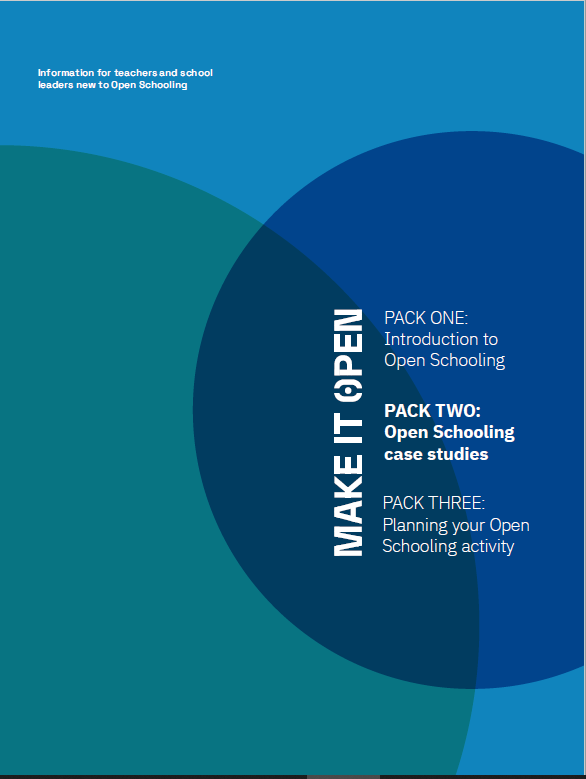 Information for teachers and school
leaders new to Open Schooling
MAKE IT OPEN
PACK ONE:
Introduction to
Open Schooling
PACK TWO:
Open Schooling
case studies
PACK THREE:
Planning your Open
Schooling activity